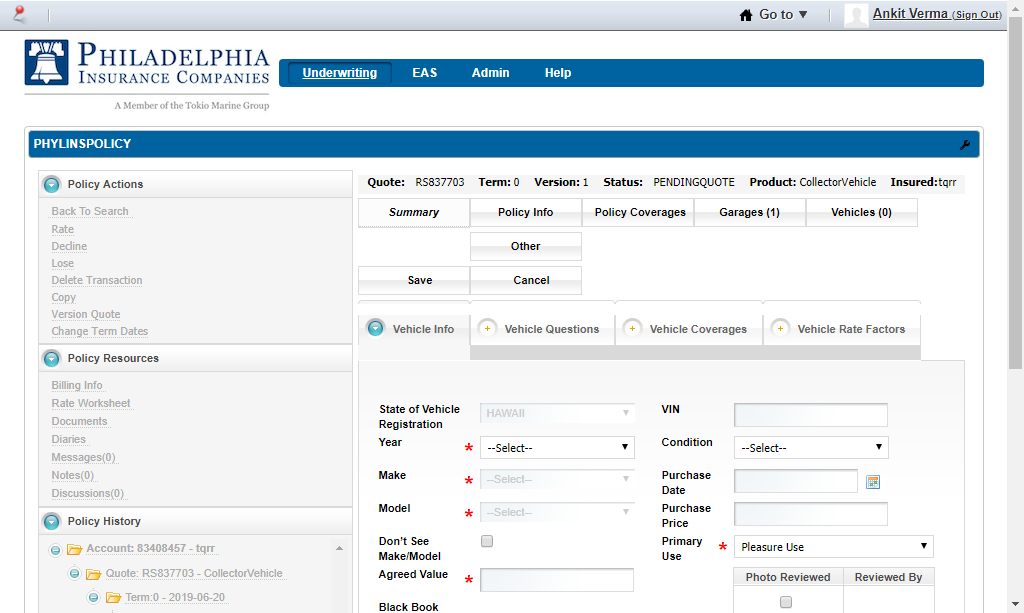 Go to ▼
Ankit Verma (Sign Out)
PHILADELPHIA
INSURANCE COMPANIES
A Member of the Tokio Marine Group
Underwriting EAS Admin Help
PHYLINSPOLICY
Policy Actions
Back To Search
Rate
Decline
Lose
Delete Transaction
Copy
Version Quote
Change Term Dates
Policy Resources
Billing Info
Rate Worksheet
Documents
Diaries
Messages(0)
Notes(0)
Discussions(0)
Policy History
Account: 83408457 - tqrr
Quote: RS837703 - CollectorVehicle
Term:0 - 2019-06-20
Quote: RS837703 Term: 0 Version: 1 Status: PENDINGQUOTE Product: CollectorVehicle Insured:tqrr
Summary Policy Info Policy Coverages Garages (1) Vehicles (0)
Other
Save Cancel
Vehicle Info Vehicle Questions Vehicle Coverages Vehicle Rate Factors
State of Vehicle Registration HAWAII
VIN
Year * --Select--
Condition --Select--
Make * --Select--
Purchase Date
Model * --Select--
Purchase Price
Don't See Make/Model
Primary Use * Pleasure Use
Agreed Value *
Photo Reviewed Reviewed By
Black Book